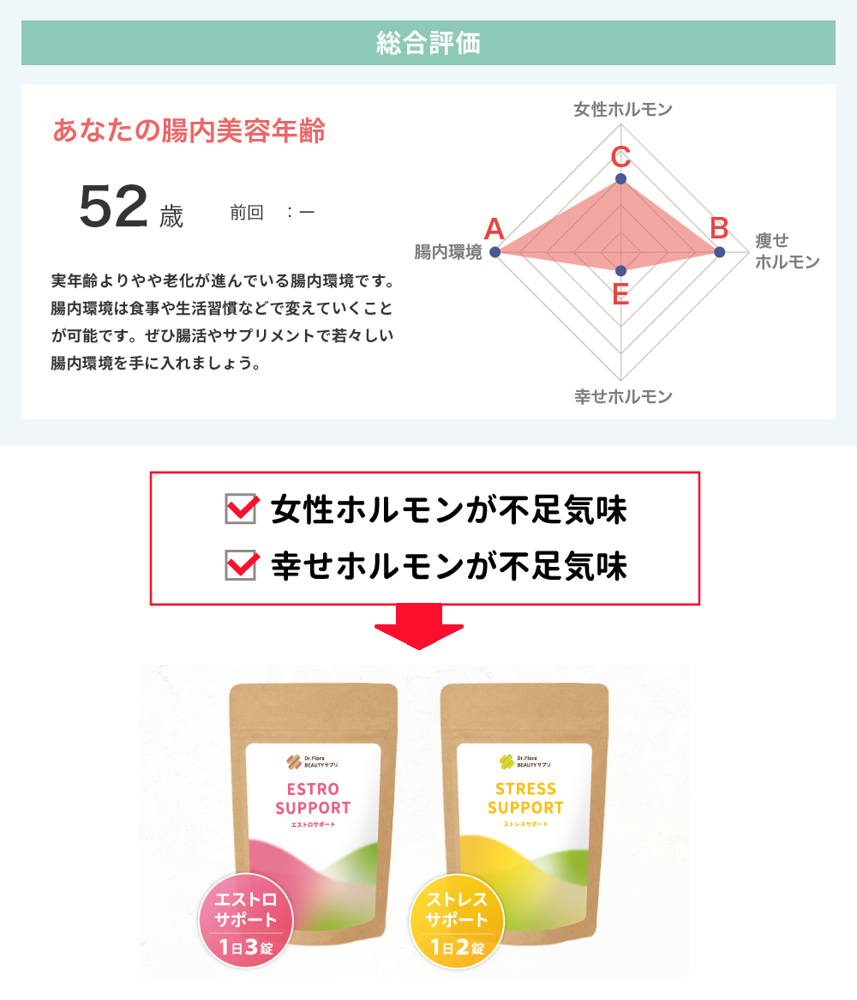 総合評価
あなたの腸内美容年齢
52 歳 前回 :ー
実年齢よりやや老化が進んでいる腸内環境です。
腸内環境は食事や生活習慣などで変えていくこと
が可能です。ぜひ腸活やサプリメントで若々しい
腸内環境を手に入れましょう。
女性ホルモン
C
A
B
腸内環境
痩せ
ホルモン
E
幸せホルモン
女性ホルモンが不足気味
幸せホルモンが不足気味
Dr.Flora
BEAUTYサプリ
ESTRO
SUPPORT
エストロサポート
エストロ
サポート
1日3錠
Dr.Flora
BEAUTYサプリ
STRESS
SUPPORT
ストレスサポート
ストレス
サポート
1日2錠